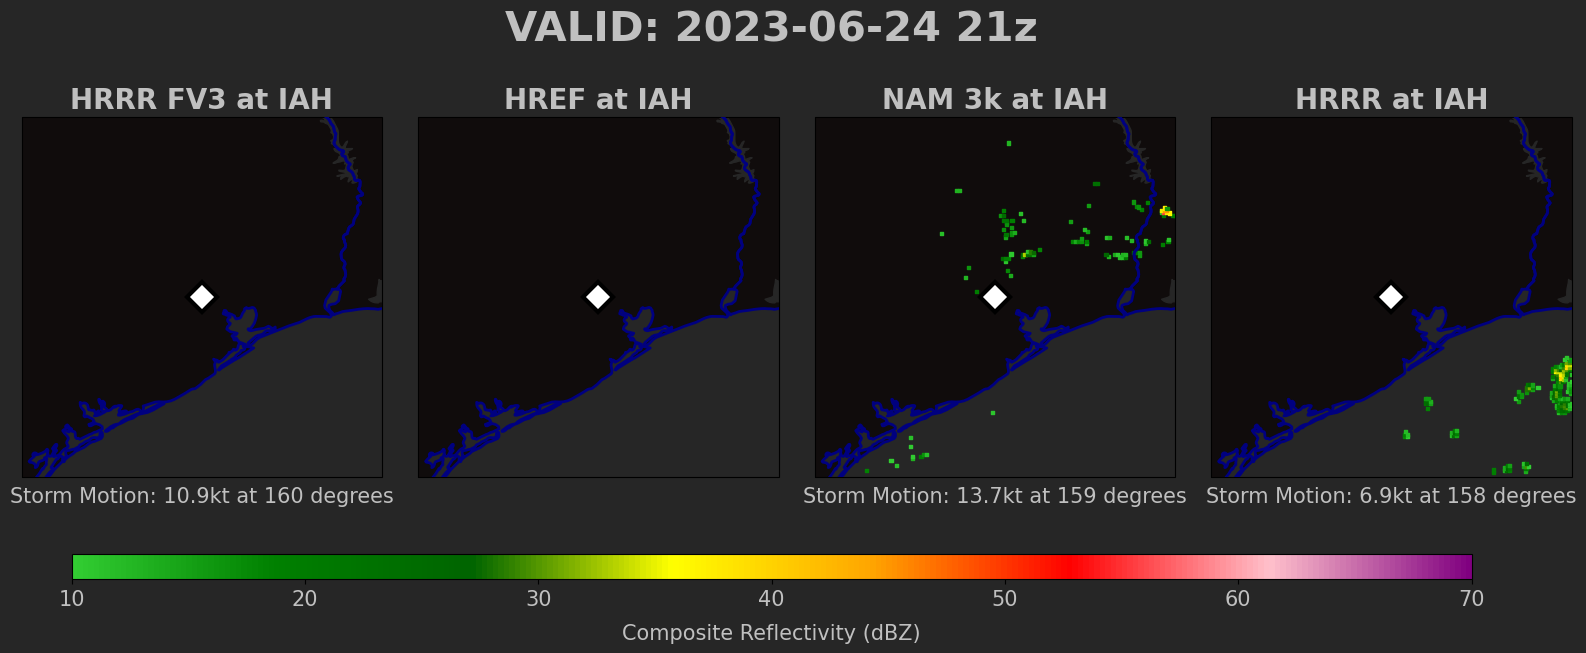 VALID: 2023-06-24 21z
HRRR FV3 at IAH
HREF at IAH
NAM 3k at IAH
HRRR at IAH
Storm Motion: 10.9kt at 160 degrees
Storm Motion: 13.7kt at 159 degrees
Storm Motion: 6.9kt at 158 degrees
10 20 30 40 50 60 70
Composite Reflectivity (dBZ)